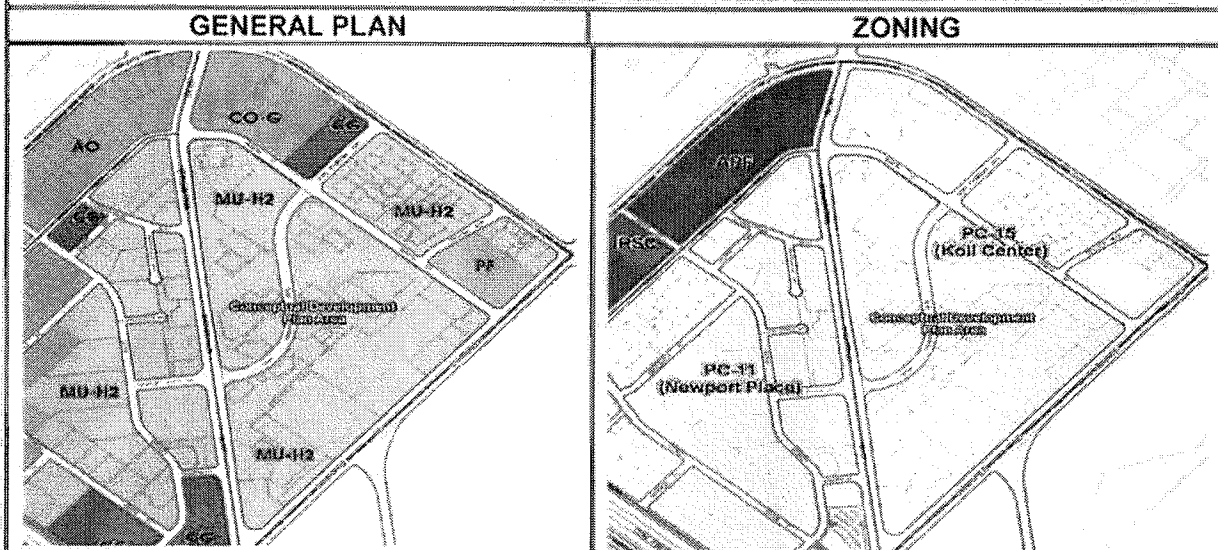 GENERAL PLAN
ZONING
AO
CO-G
CG
MU-H2
MU-H2
CG
PF
Conceptual Development
Plan Area
MU-H2
MU-H2
CG
APF
RSC
PC-15
(Koll Center)
Conceptual Development
Plan Area
PC-11
(Newport Place)